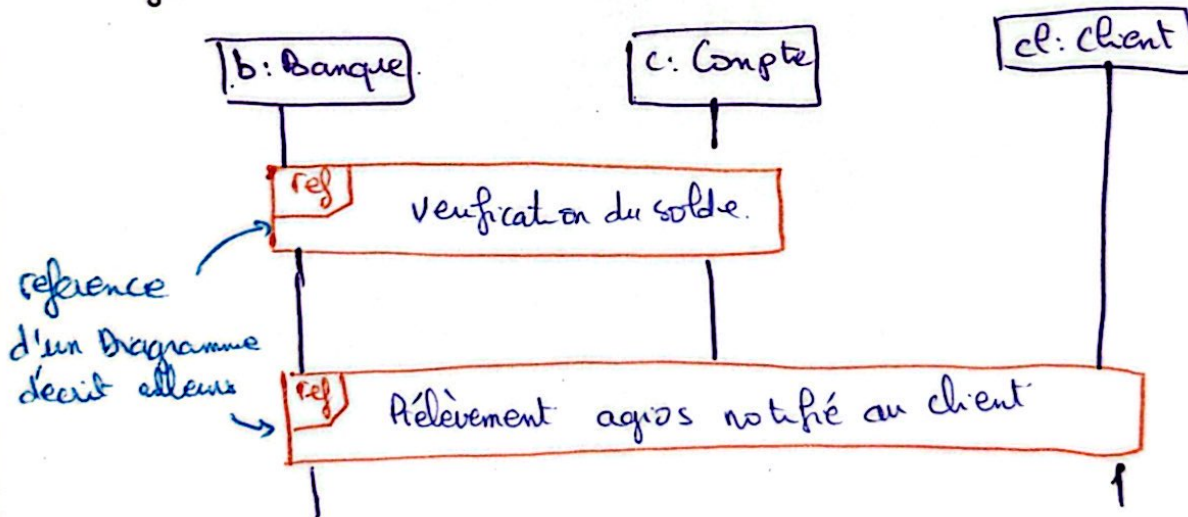 b: Banque.
c: Compte
cl: Client
ref
verification du solde.
reference
d'un Diagramme
décrit ailleurs
ref
Prélèvement agios notifié au client